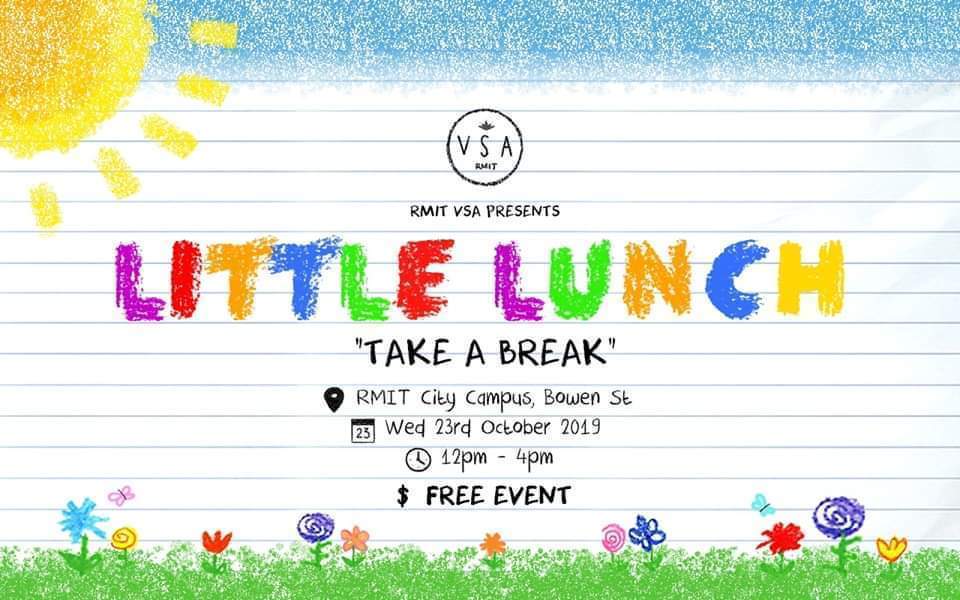 VSA
RMIT
RMIT VSA PRESENTS
LITTLE LUNCH
"TAKE A BREAK"
RMIT City Campus, Bowen St
23 Wed 23rd October 2019
12pm - 4pm
$ FREE EVENT